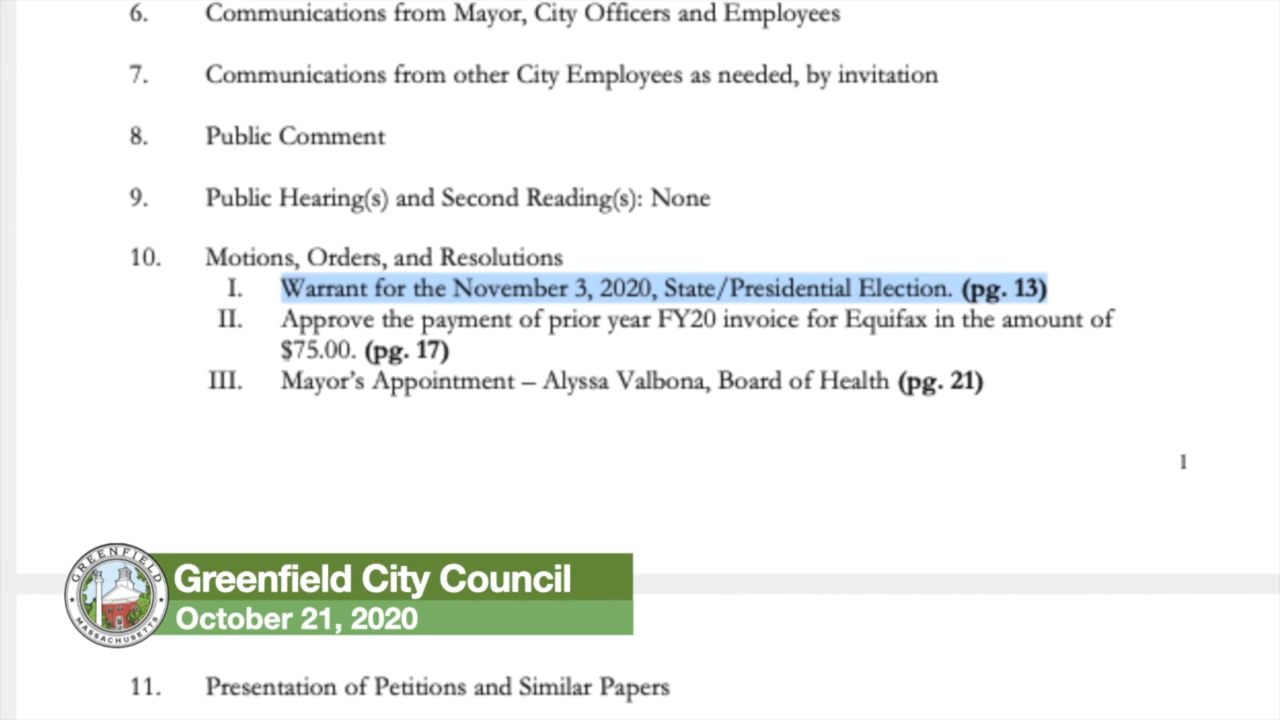 6. Communications from Mayor, City Officers and Employees
7. Communications from other City Employees as needed, by invitation
8. Public Comment
9. Public Hearing(s) and Second Reading(s): None
10. Motions, Orders, and Resolutions
I. Warrant for the November 3, 2020, State/Presidential Election. (pg. 13)
II. Approve the payment of prior year FY20 invoice for Equifax in the amount of
$75.00. (pg. 17)
III. Mayor's Appointment – Alyssa Valbona, Board of Health (pg. 21)
1
GREENFIELD
MASSACHUSETTS
Greenfield City Council
October 21, 2020
11. Presentation of Petitions and Similar Papers